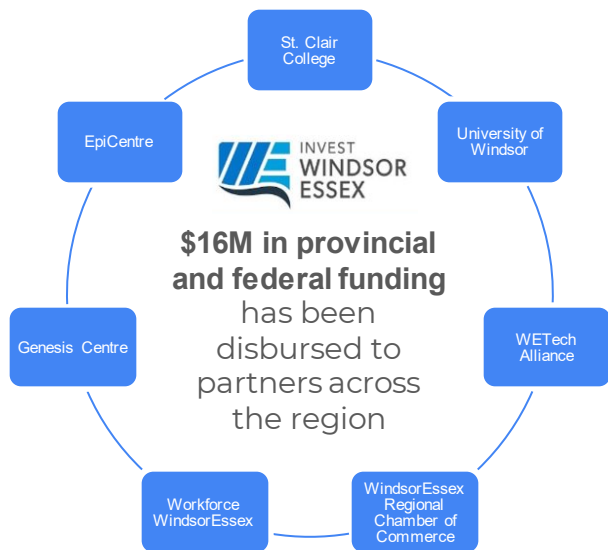 St. Clair
College
EpiCentre
University of
Windsor
INVEST
WINDSOR
ESSEX
$16M in provincial
and federal funding
has been
disbursed to
partners across
the region
Genesis Centre
WETech
Alliance
Workforce
WindsorEssex
WindsorEssex
Regional
Chamber of
Commerce